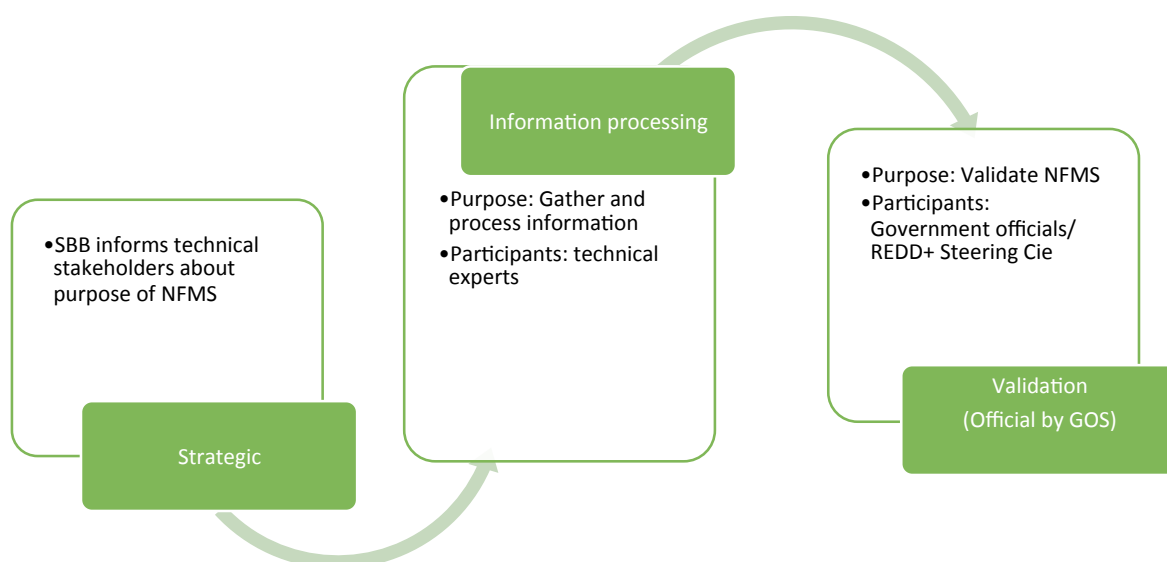 •SBB informs technical
stakeholders about
purpose of NFMS
Strategic
Information processing
•Purpose: Gather and
process information
•Participants: technical
experts
•Purpose: Validate NFMS
•Participants:
Government officials/
REDD+ Steering Cie
Validation
(Official by GOS)